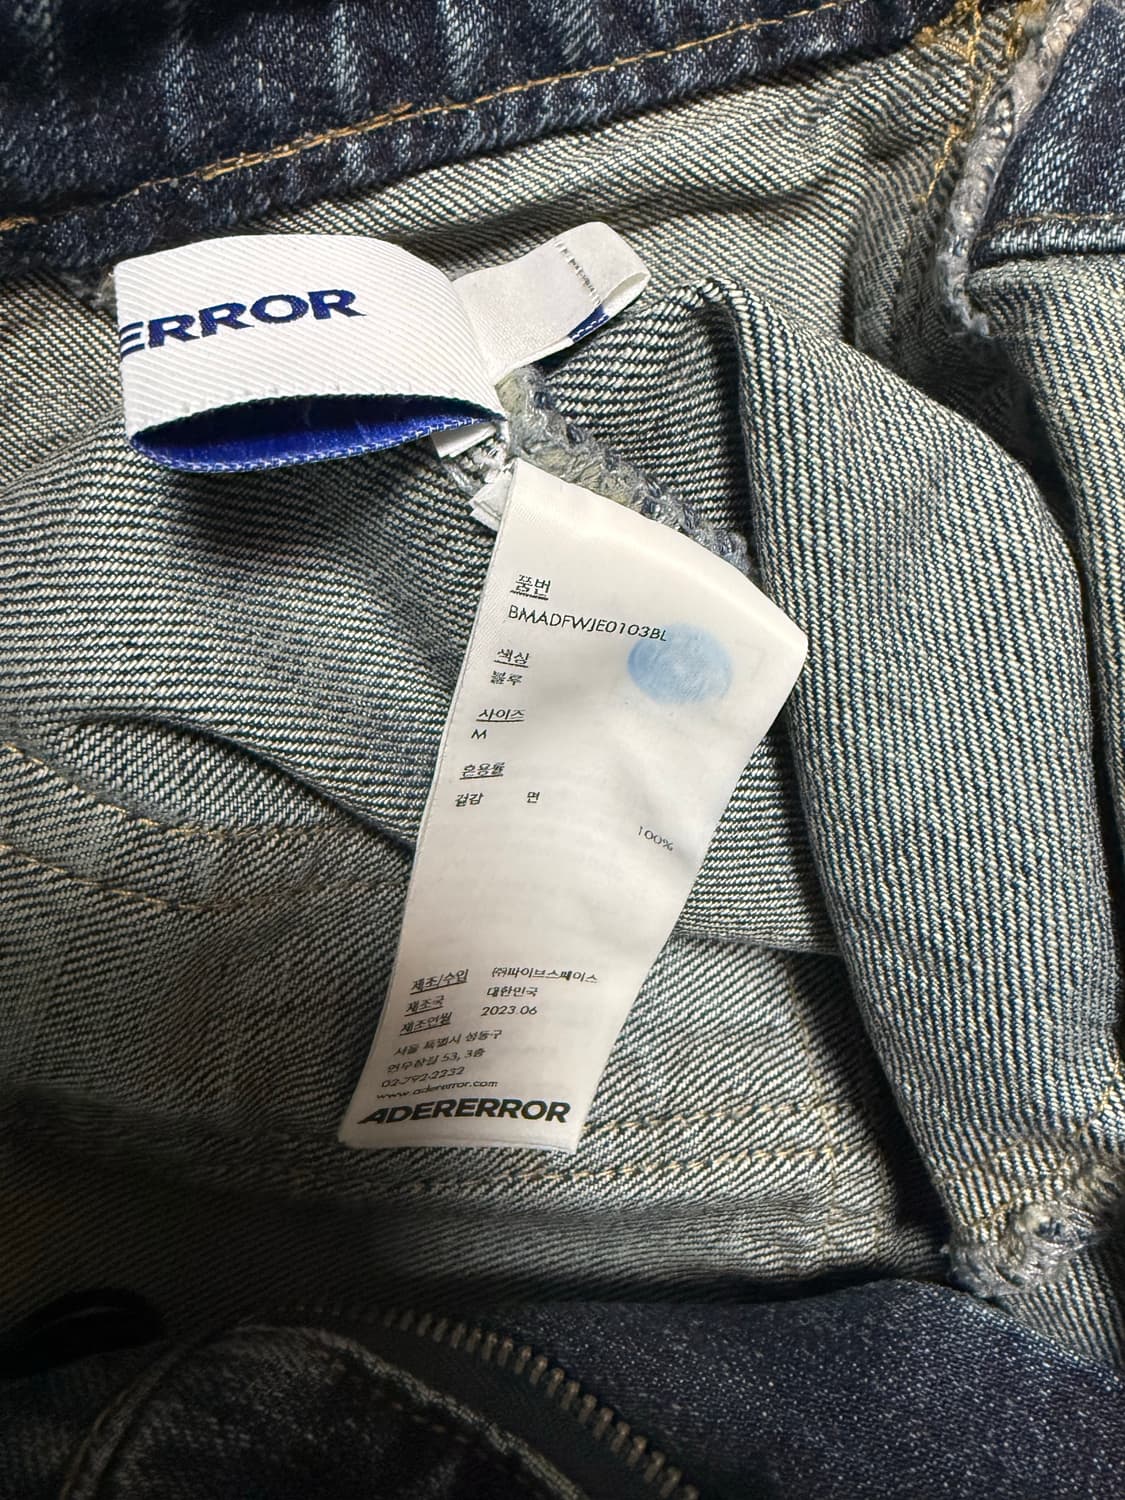 ERROR
품번
BMADFWJE0103BL
색상
블루
사이즈
M
혼용률
겉감 면
100%
제조/수입 ㈜파이브스페이스
제조국 대한민국
제조연월 2023.06
서울 특별시 성동구
연무장길 53, 3층
02-792-2232
www.adererror.com
ADERERROR